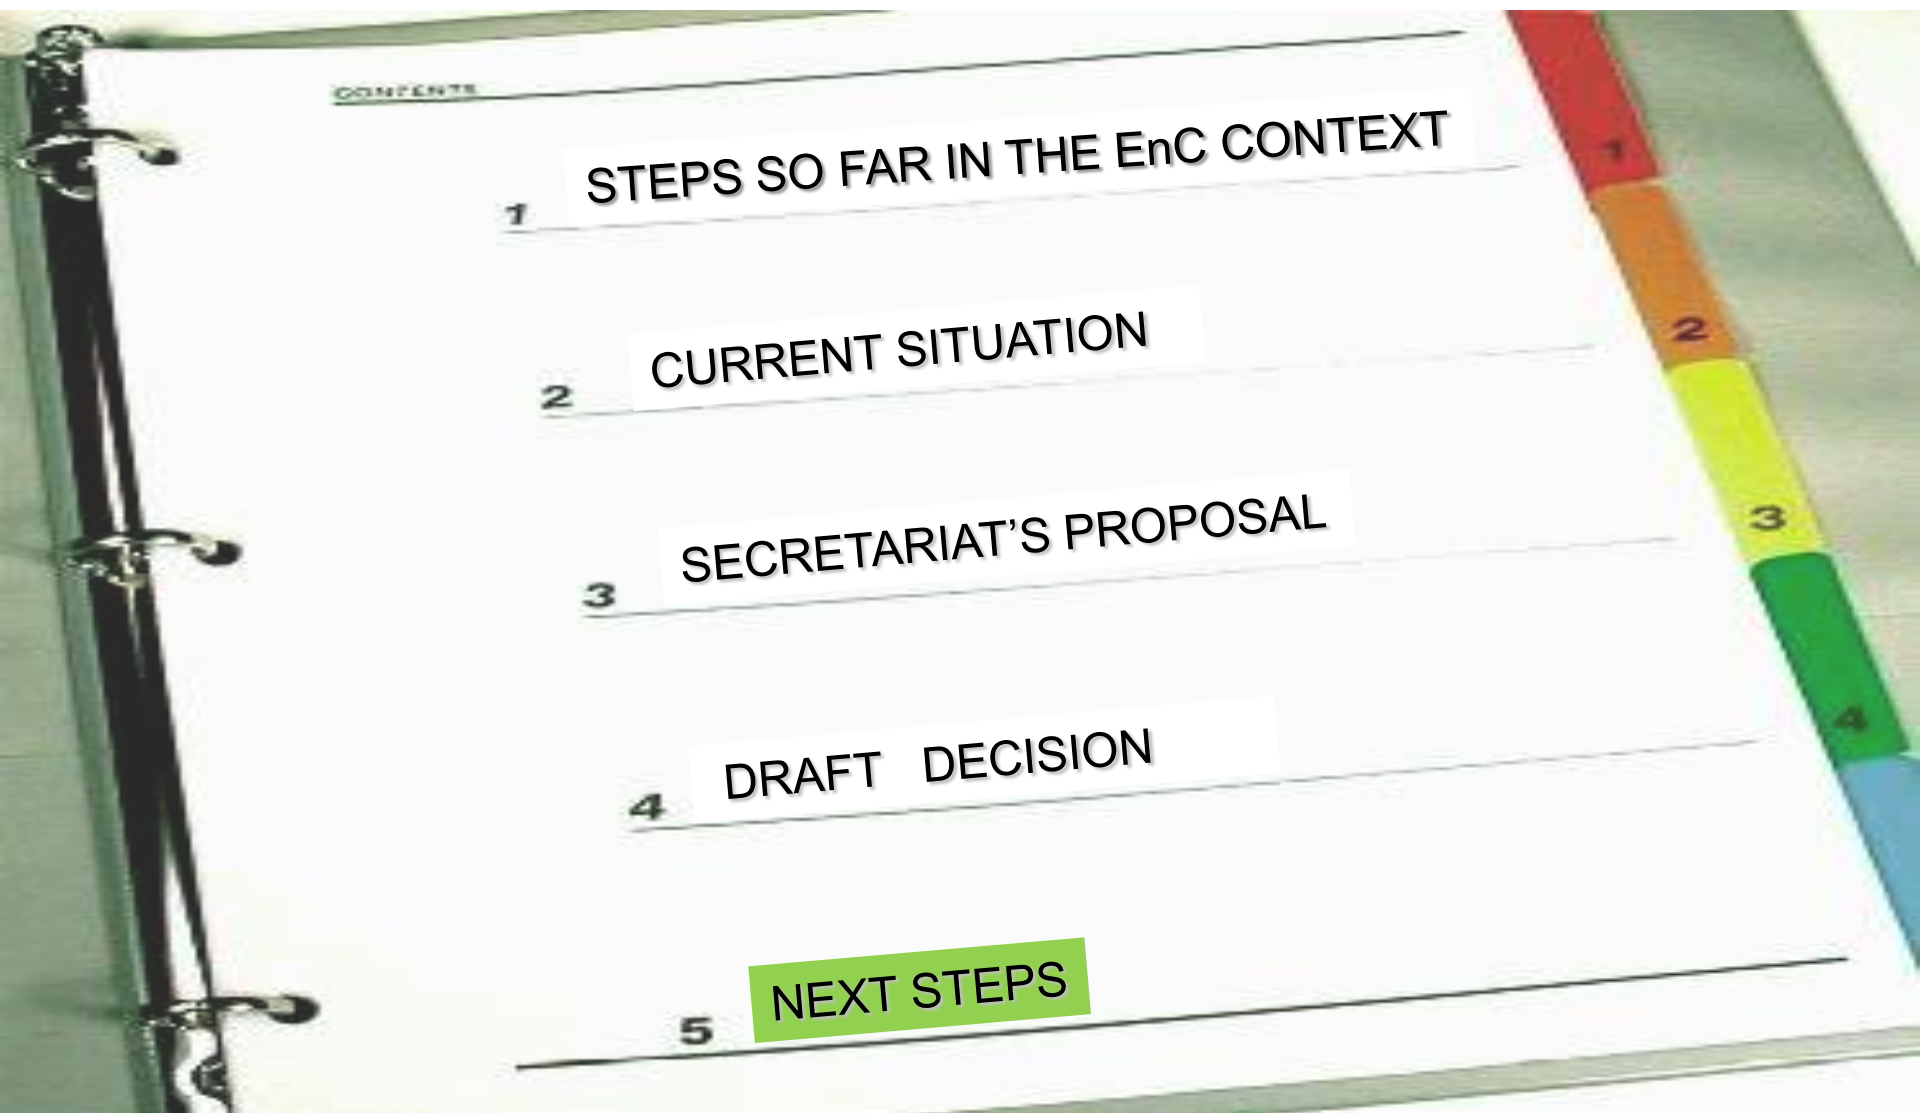 CONTENTS
1 STEPS SO FAR IN THE EnC CONTEXT
2 CURRENT SITUATION
3 SECRETARIAT’S PROPOSAL
4 DRAFT DECISION
5 NEXT STEPS
1
2
3
4